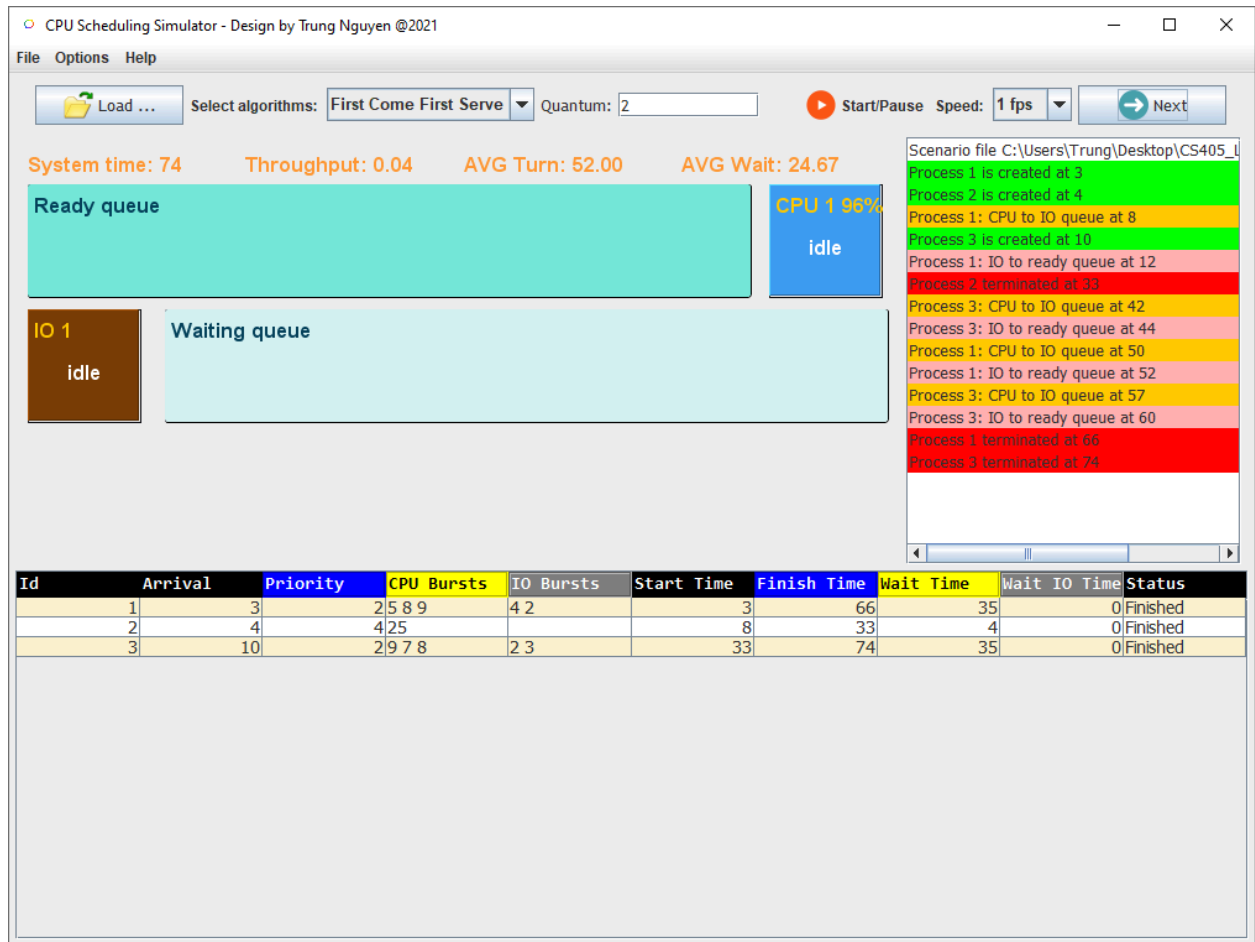 CPU Scheduling Simulator - Design by Trung Nguyen @2021
File Options Help
Load ... Select algorithms: First Come First Serve Quantum: 2 Start/Pause Speed: 1 fps Next
System time: 74 Throughput: 0.04 AVG Turn: 52.00 AVG Wait: 24.67
Ready queue
CPU 1 96%
idle
IO 1
idle
Waiting queue
Scenario file C:\Users\Trung\Desktop\CS405_L
Process 1 is created at 3
Process 2 is created at 4
Process 1: CPU to IO queue at 8
Process 3 is created at 10
Process 1: IO to ready queue at 12
Process 2 terminated at 33
Process 3: CPU to IO queue at 42
Process 3: IO to ready queue at 44
Process 1: CPU to IO queue at 50
Process 1: IO to ready queue at 52
Process 3: CPU to IO queue at 57
Process 3: IO to ready queue at 60
Process 1 terminated at 66
Process 3 terminated at 74
Id Arrival Priority CPU Bursts IO Bursts Start Time Finish Time Wait Time Wait IO Time Status
1 3 2 5 8 9 4 2 3 66 35 0 Finished
2 4 4 25 8 33 4 0 Finished
3 10 2 9 7 8 2 3 33 74 35 0 Finished